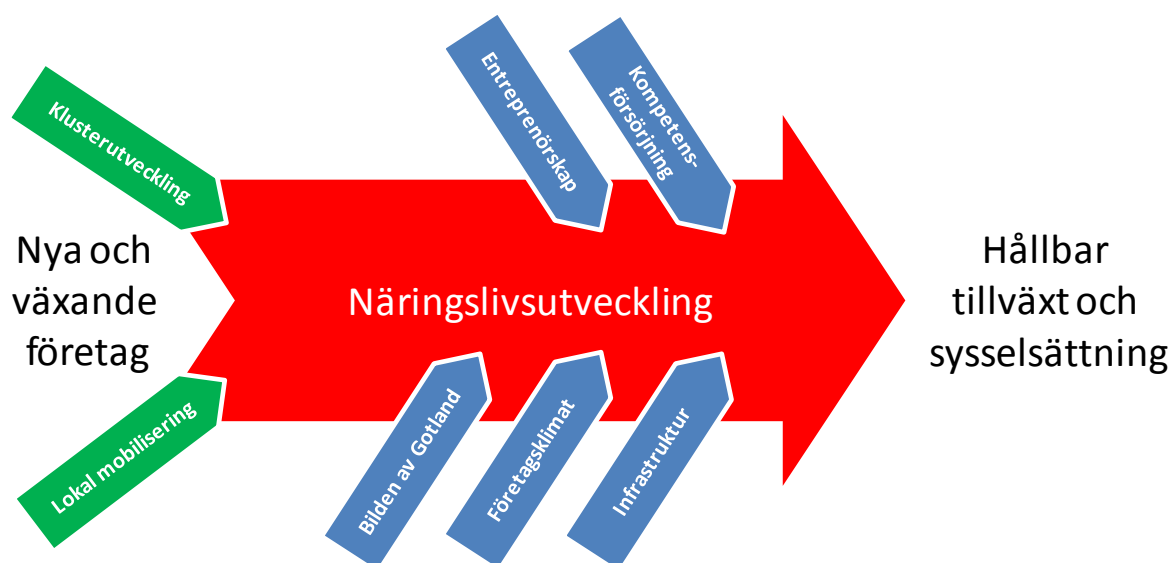 Klusterutveckling
Entreprenörskap
Kompetens-
försörjning
Nya och
växande
företag
Näringslivsutveckling
Hållbar
tillväxt och
sysselsättning
Lokal mobilisering
Bilden av Gotland
Företagsklimat
Infrastruktur